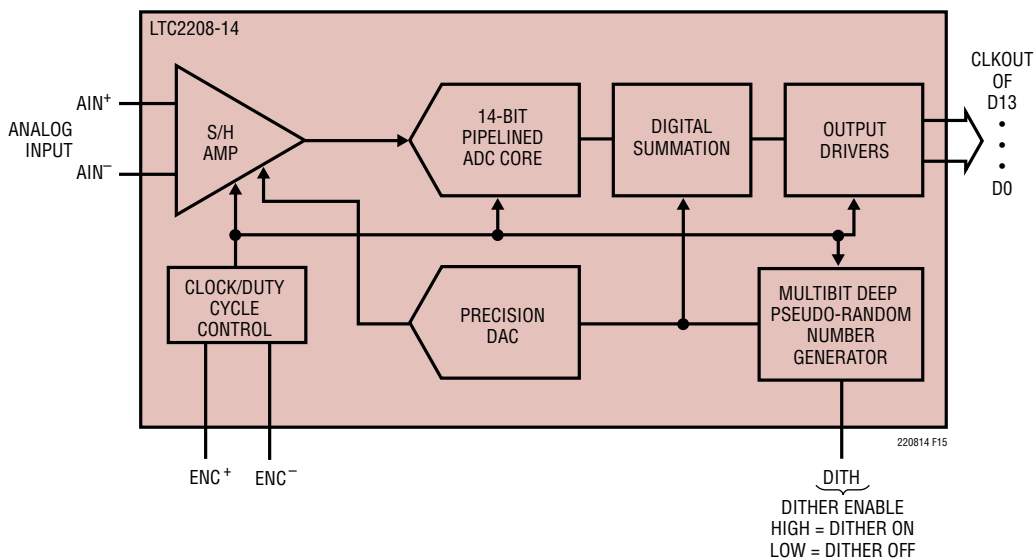 LTC2208-14
AIN+
ANALOG
INPUT
AIN−
S/H
AMP
14-BIT
PIPELINED
ADC CORE
DIGITAL
SUMMATION
OUTPUT
DRIVERS
CLKOUT
OF
D13
•
•
•
D0
CLOCK/DUTY
CYCLE
CONTROL
PRECISION
DAC
MULTIBIT DEEP
PSEUDO-RANDOM
NUMBER
GENERATOR
220814 F15
ENC+ ENC−
DITH
DITHER ENABLE
HIGH = DITHER ON
LOW = DITHER OFF